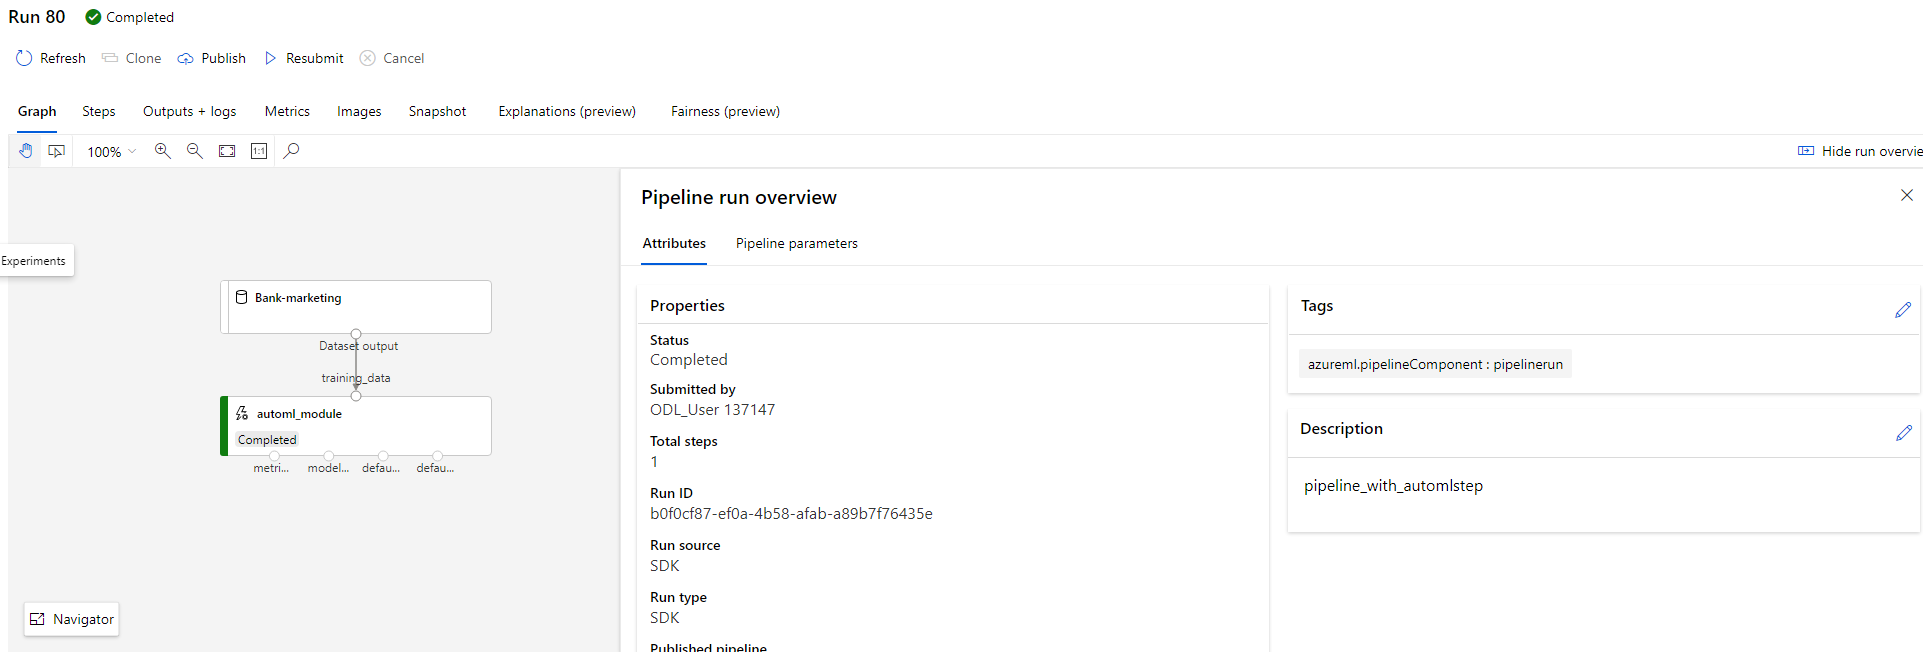 Run 80 Completed
Refresh Clone Publish Resubmit Cancel
Graph Steps Outputs + logs Metrics Images Snapshot Explanations (preview) Fairness (preview)
100% 1:1 Hide run overvie
Experiments
Bank-marketing
Dataset output
training_data
automl_module
Completed
metri... model... defau... defau...
Navigator
Pipeline run overview
Attributes Pipeline parameters
Properties
Status
Completed
Submitted by
ODL_User 137147
Total steps
1
Run ID
b0f0cf87-ef0a-4b58-afab-a89b7f76435e
Run source
SDK
Run type
SDK
Published pipeline
Tags
azureml.pipelineComponent : pipelinerun
Description
pipeline_with_automlstep